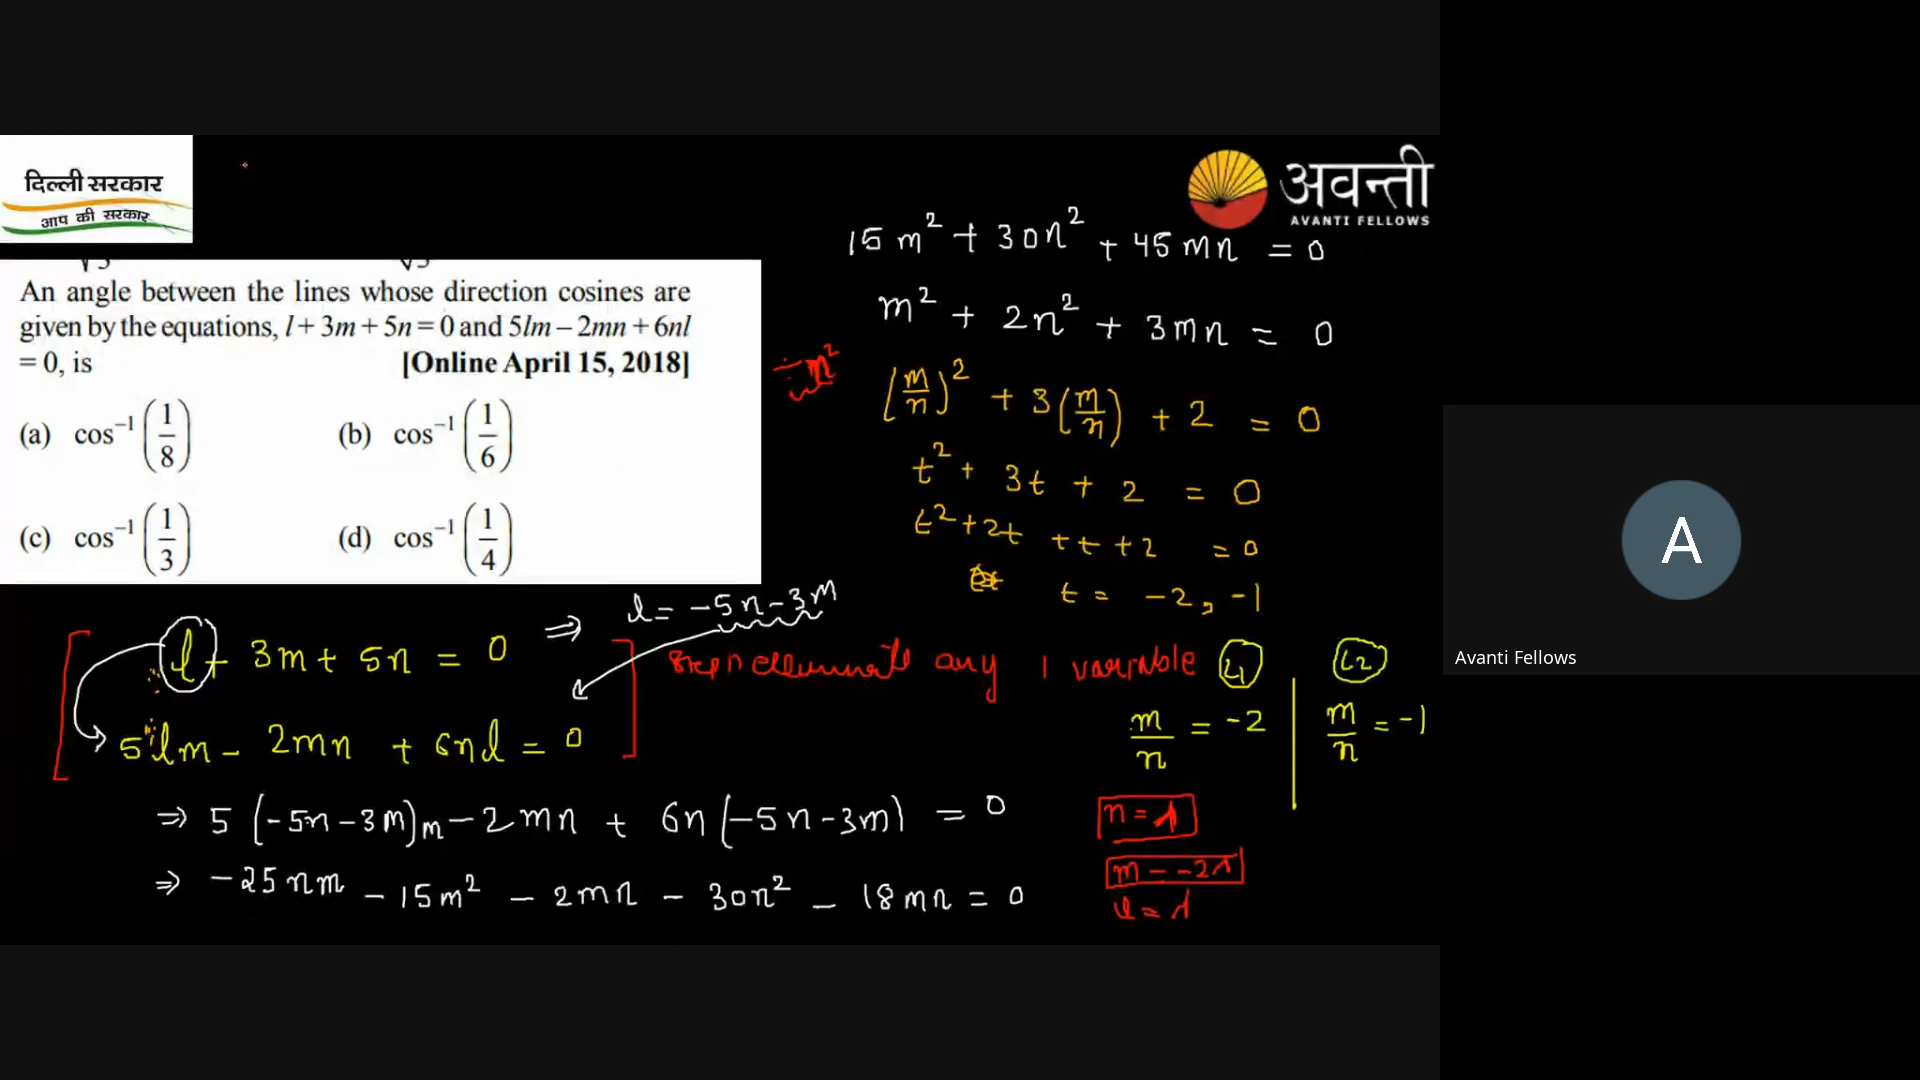 दिल्ली सरकार
आप की सरकार
अवन्ती
AVANTI FELLOWS
An angle between the lines whose direction cosines are
given by the equations, l + 3m + 5n = 0 and 5lm – 2mn + 6nl
= 0, is [Online April 15, 2018]
(a) cos⁻¹(1/8) (b) cos⁻¹(1/6)
(c) cos⁻¹(1/3) (d) cos⁻¹(1/4)
l + 3m + 5n = 0 ⇒ l = -5n-3m
5lm - 2mn + 6nl = 0
any 1 variable
⇒ 5(-5n-3m)m - 2mn + 6n(-5n-3m) = 0
⇒ -25nm - 15m² - 2mn - 30n² - 18mn = 0
15m² + 30n² + 45mn = 0
m² + 2n² + 3mn = 0
÷n²
(m/n)² + 3(m/n) + 2 = 0
t² + 3t + 2 = 0
t² + 2t + t + 2 = 0
t = -2, -1
L1 L2
m/n = -2 m/n = -1
n = λ
m = -2λ
l = λ
A
Avanti Fellows